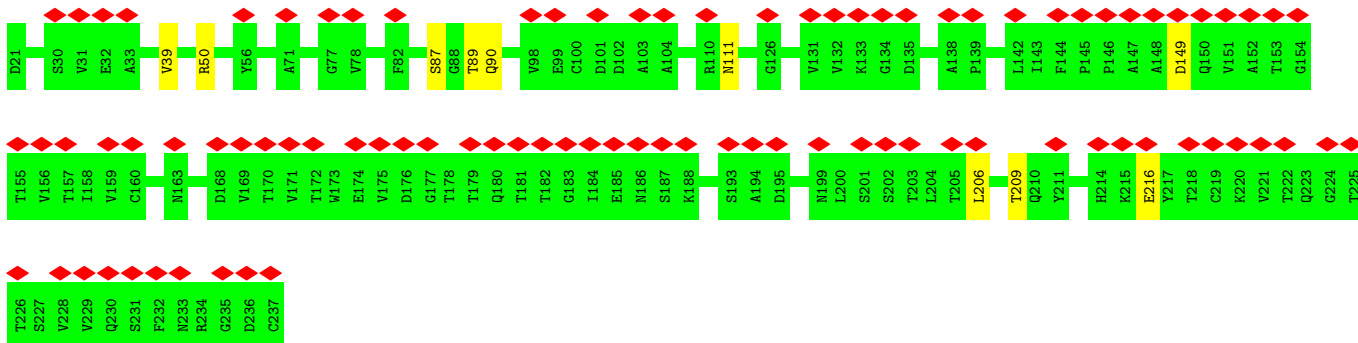 D21 S30 V31 E32 A33 V39 R50 Y56 A71 G77 V78 F82 S87 G88 T89 Q90 V98 E99 C100 D101 D102 A103 A104 R110 N111 G126 V131 V132 K133 G134 D135 A138 P139 L142 I143 F144 P145 P146 A147 A148 D149 Q150 V151 A152 T153 G154
T155 V156 T157 I158 V159 C160 N163 D168 V169 T170 V171 T172 W173 E174 V175 D176 G177 T178 T179 Q180 T181 T182 G183 I184 E185 N186 S187 K188 S193 A194 D195 N199 L200 S201 S202 T203 L204 T205 L206 T209 Q210 Y211 H214 K215 E216 Y217 T218 C219 K220 V221 T222 Q223 G224 T225
T226 S227 V228 V229 Q230 S231 F232 N233 R234 G235 D236 C237